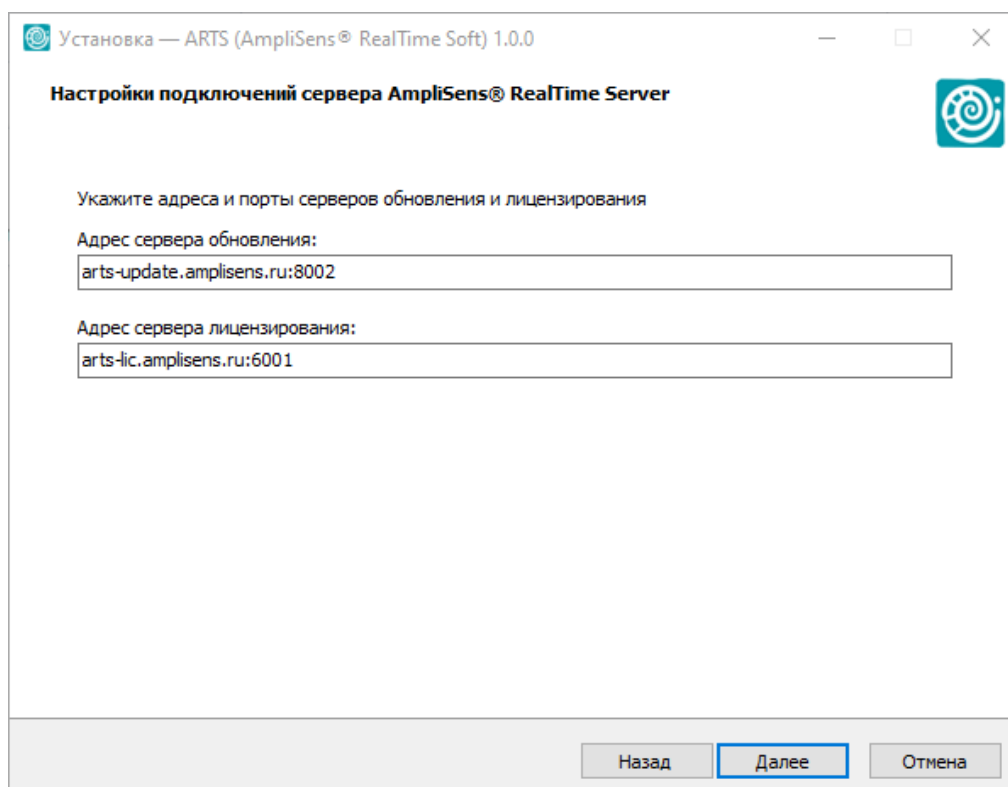 Установка — ARTS (AmpliSens® RealTime Soft) 1.0.0
Настройки подключений сервера AmpliSens® RealTime Server
Укажите адреса и порты серверов обновления и лицензирования
Адрес сервера обновления:
arts-update.amplisens.ru:8002
Адрес сервера лицензирования:
arts-lic.amplisens.ru:6001
Назад Далее Отмена